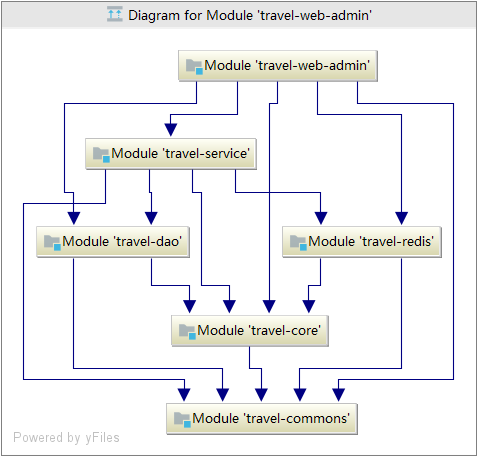 Diagram for Module 'travel-web-admin'
Module 'travel-web-admin'
Module 'travel-service'
Module 'travel-dao'
Module 'travel-redis'
Module 'travel-core'
Module 'travel-commons'
Powered by yFiles